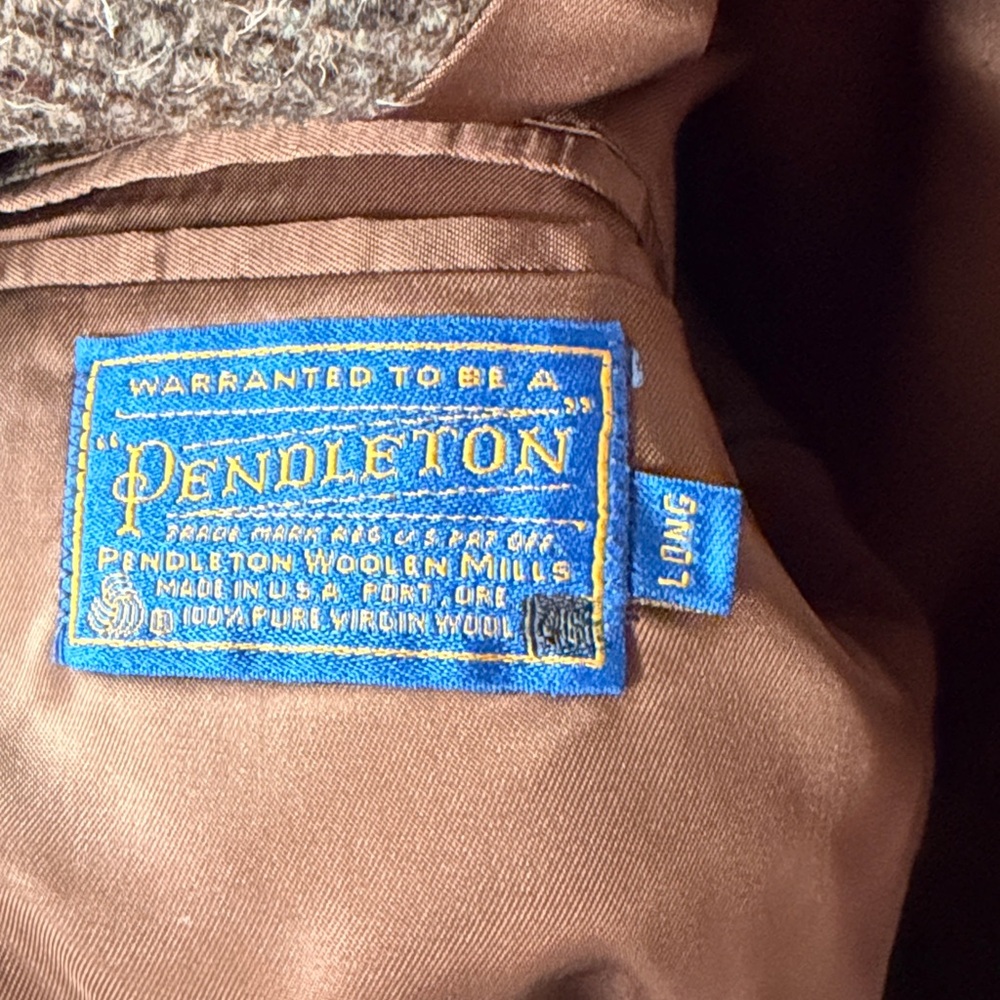 WARRANTED TO BE A
"PENDLETON"
TRADE MARK REG. U.S. PAT. OFF.
PENDLETON WOOLEN MILLS
MADE IN U.S.A. PORT., ORE
R 100% PURE VIRGIN WOOL
LONG